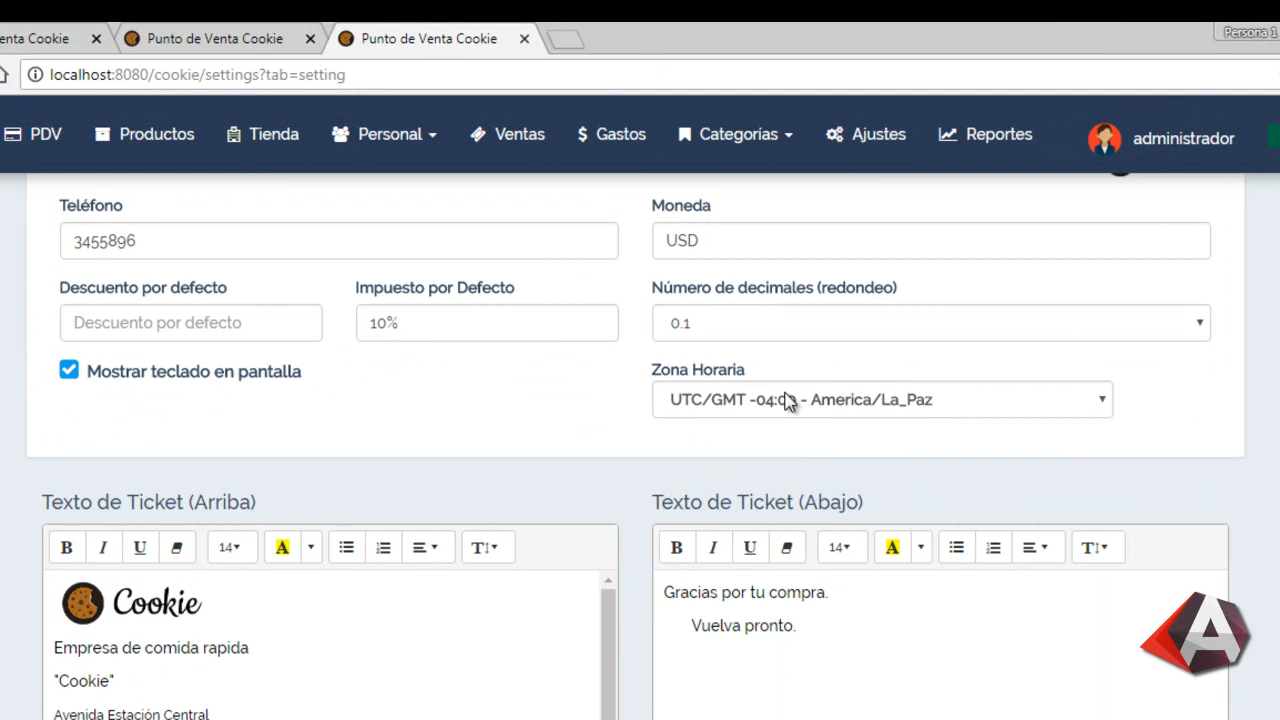 enta Cookie
Punto de Venta Cookie
Punto de Venta Cookie
Persona 1
localhost:8080/cookie/settings?tab=setting
PDV
Productos
Tienda
Personal
Ventas
$ Gastos
Categorías
Ajustes
Reportes
administrador
Teléfono
Moneda
3455896
USD
Descuento por defecto
Impuesto por Defecto
Número de decimales (redondeo)
Descuento por defecto
10%
0.1
Mostrar teclado en pantalla
Zona Horaria
UTC/GMT -04:00 - America/La_Paz
Texto de Ticket (Arriba)
Texto de Ticket (Abajo)
B I U 14 A T
B I U 14 A T
Cookie
Empresa de comida rapida
"Cookie"
Avenida Estación Central
Gracias por tu compra.
Vuelva pronto.
A